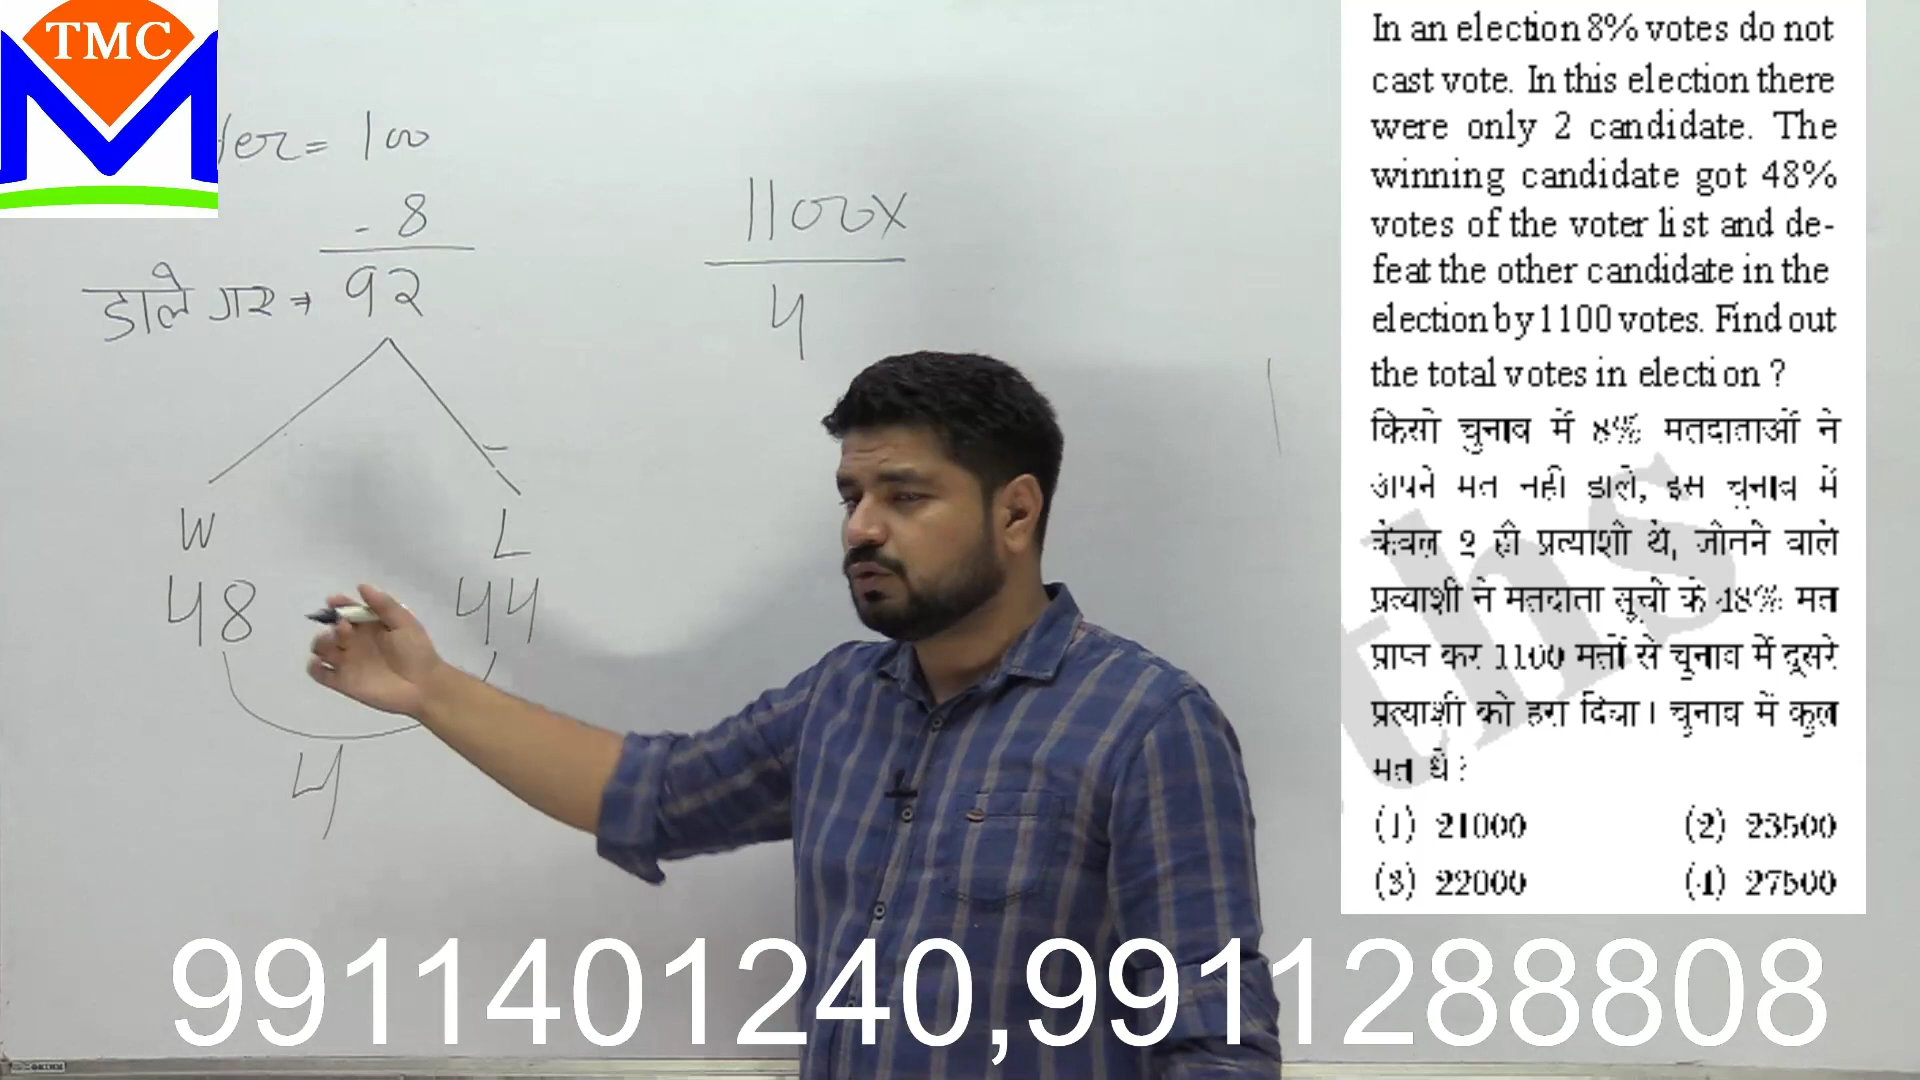 TMC
ter = 100
- 8
डाले गए → 92
W L
48 44
4
1100x
4
In an election 8% votes do not
cast vote. In this election there
were only 2 candidate. The
winning candidate got 48%
votes of the voter list and de-
feat the other candidate in the
election by 1100 votes. Find out
the total votes in election ?
किसी चुनाव में 8% मतदाताओं ने
अपने मत नही डाले, इस चुनाव में
केवल 2 ही प्रत्याशी थे, जीतने वाले
प्रत्याशी ने मतदाता सूची के 48% मत
प्राप्त कर 1100 मतों से चुनाव में दूसरे
प्रत्याशी को हरा दिया। चुनाव में कुल
मत थे ?
(1) 21000 (2) 23500
(3) 22000 (4) 27500
9911401240,9911288808